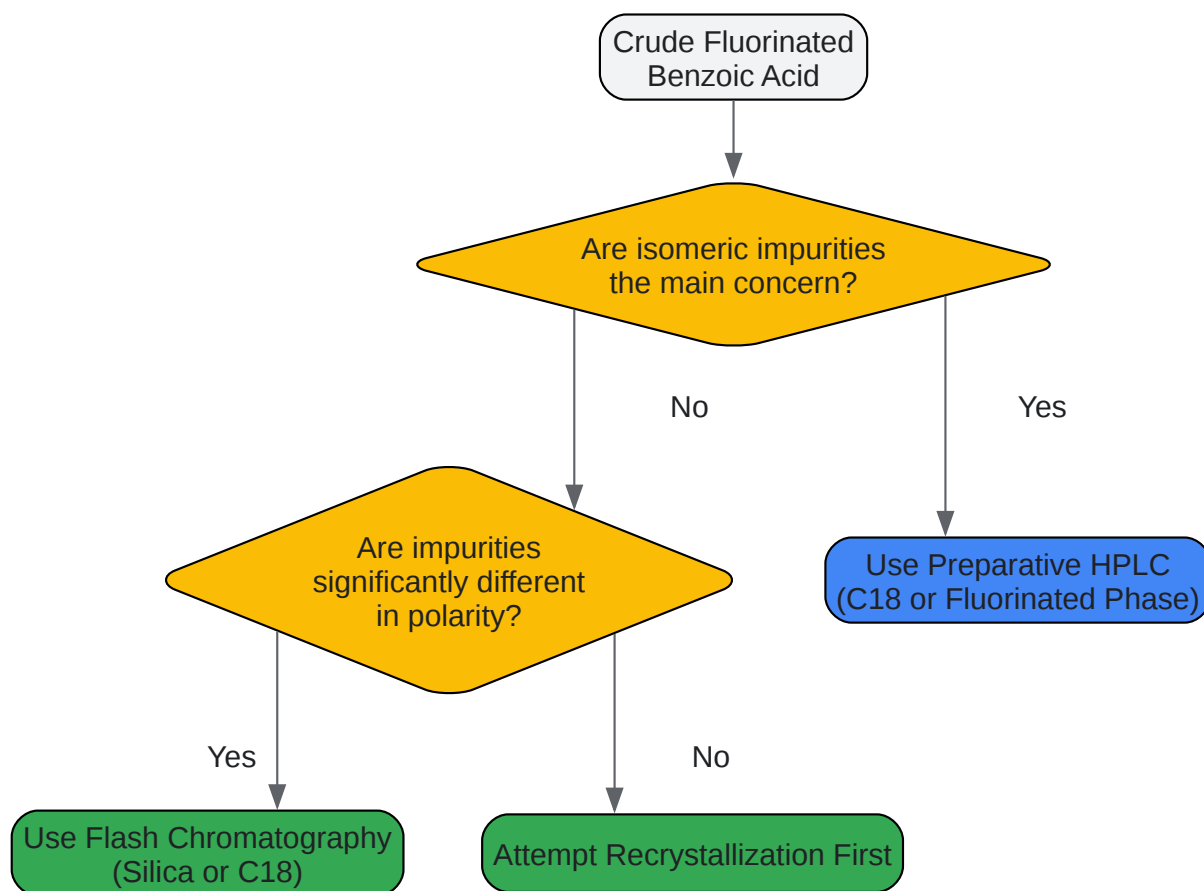 Crude Fluorinated
Benzoic Acid
Are isomeric impurities
the main concern?
No
Yes
Are impurities
significantly different
in polarity?
Use Preparative HPLC
(C18 or Fluorinated Phase)
Yes
No
Use Flash Chromatography
(Silica or C18)
Attempt Recrystallization First